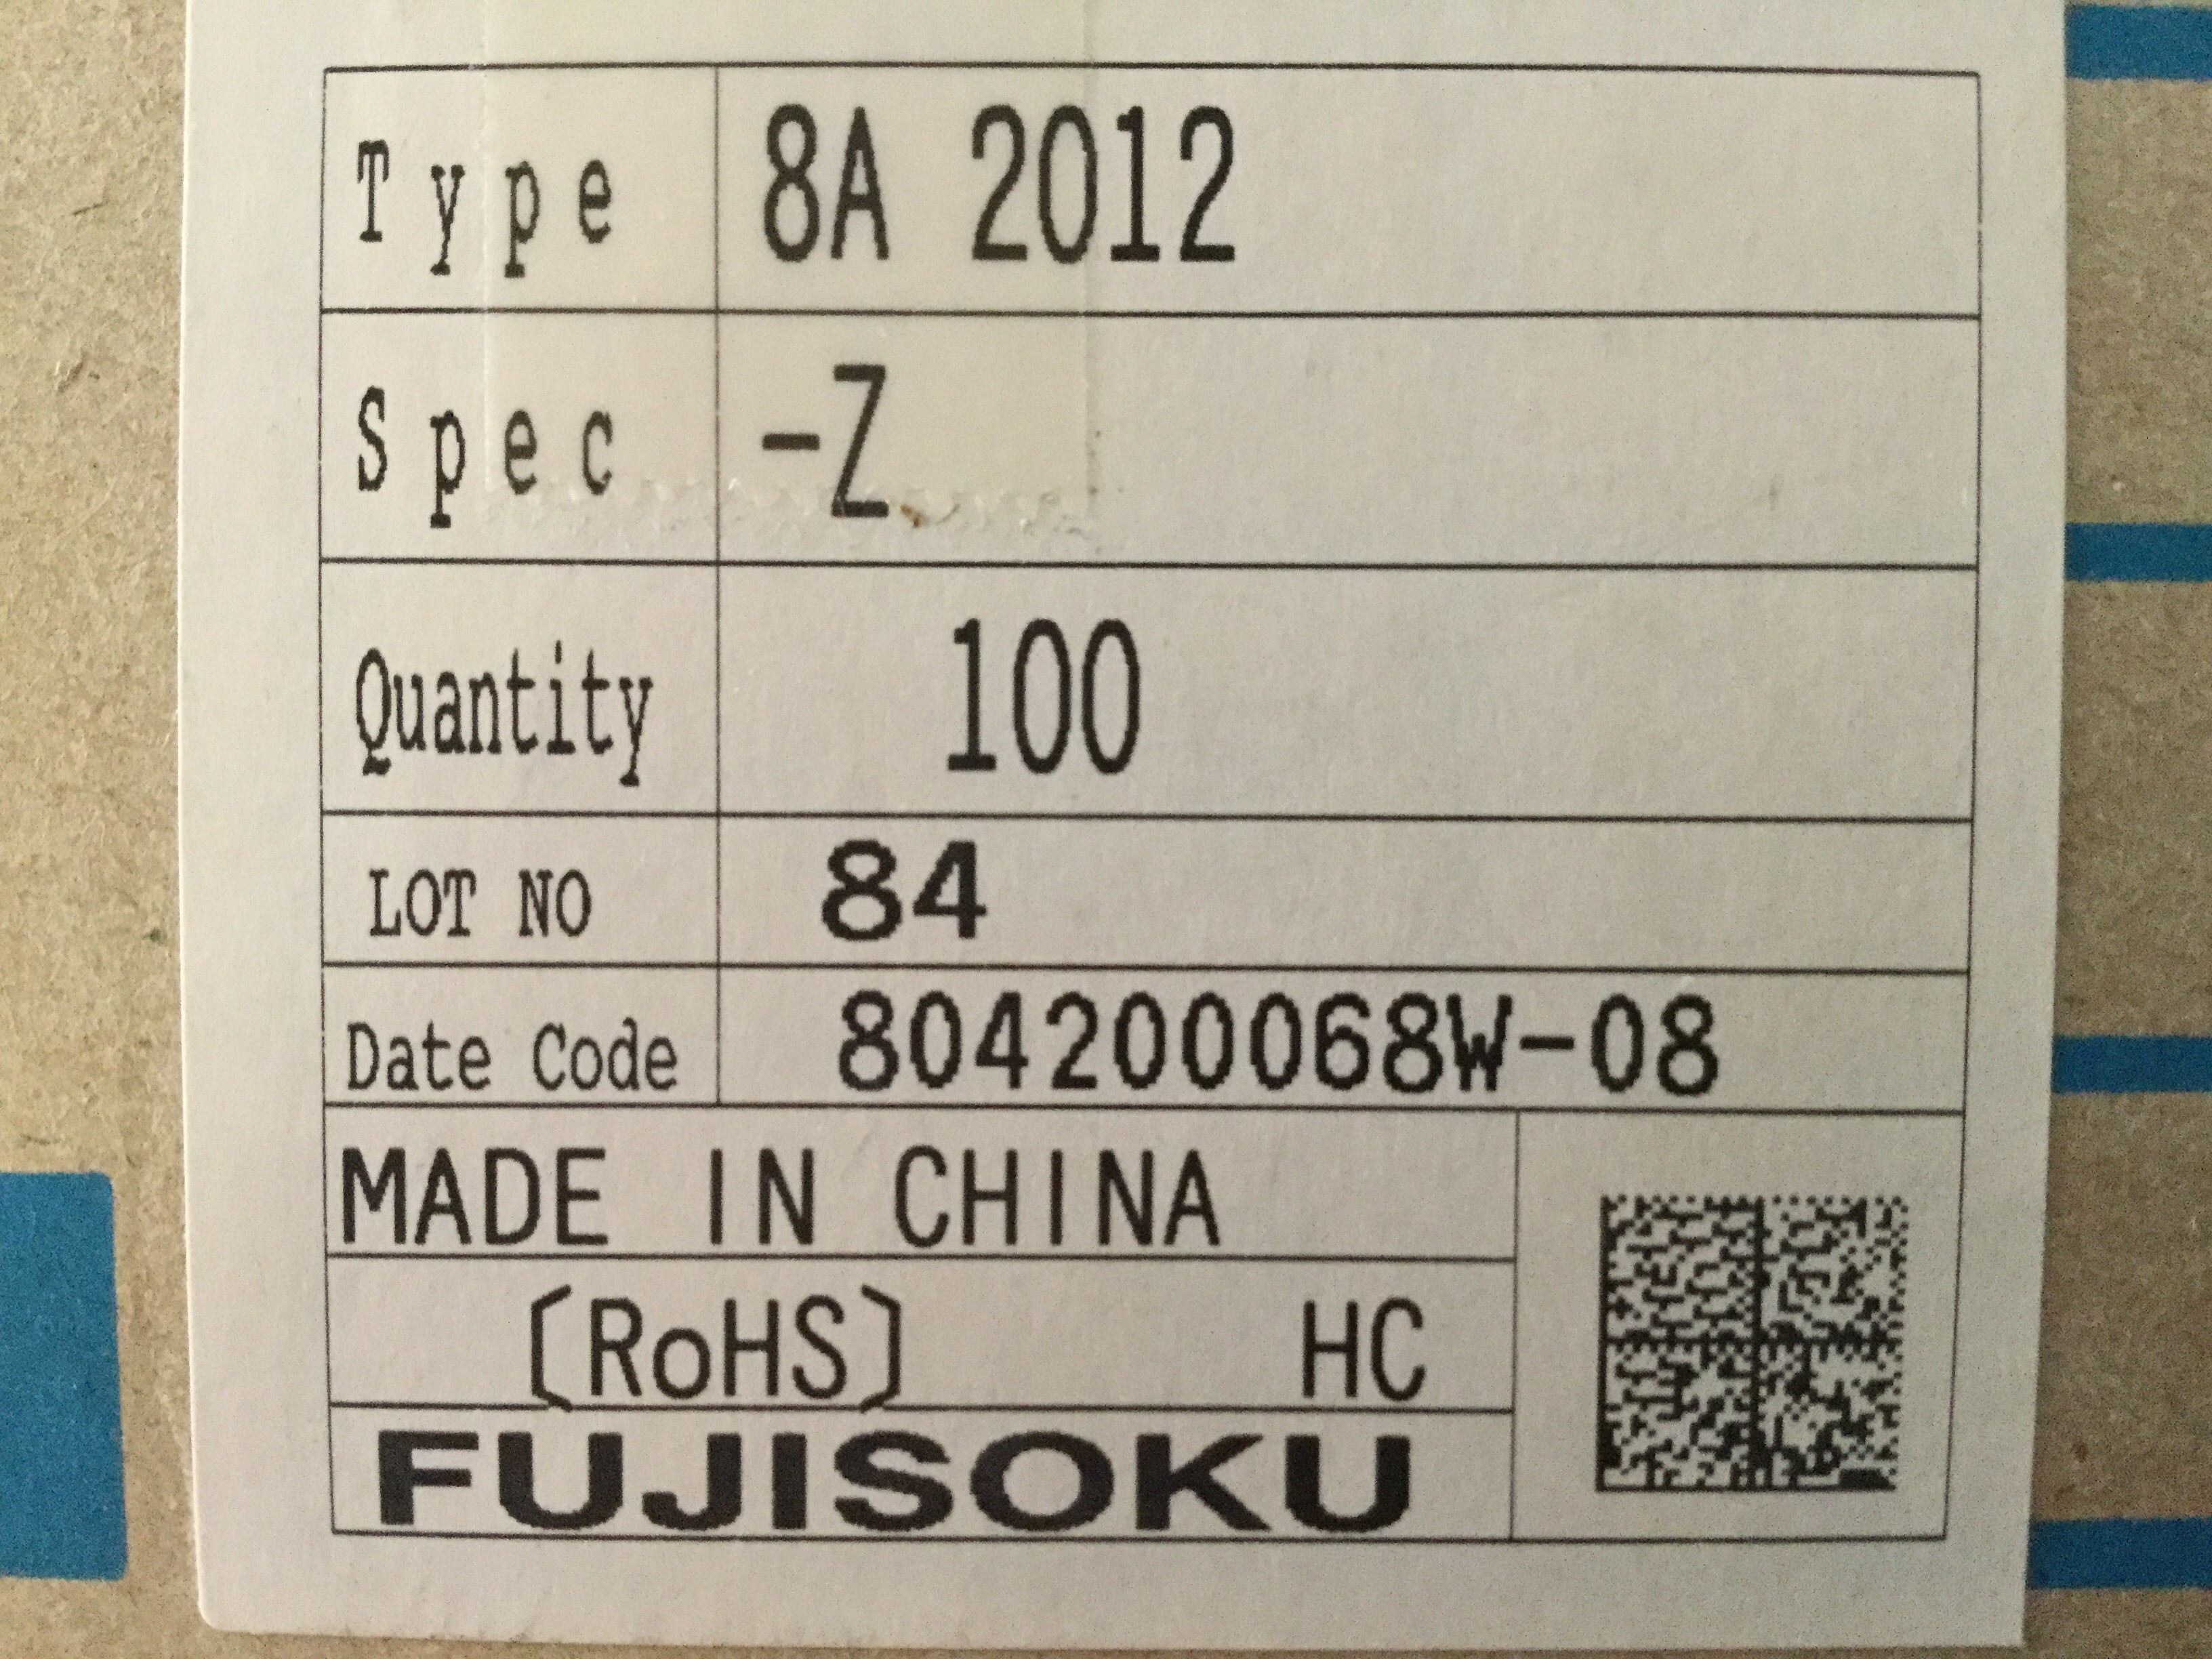 Type 8A 2012
Spec -Z
Quantity 100
LOT NO 84
Date Code 804200068W-08
MADE IN CHINA
(RoHS) HC
FUJISOKU